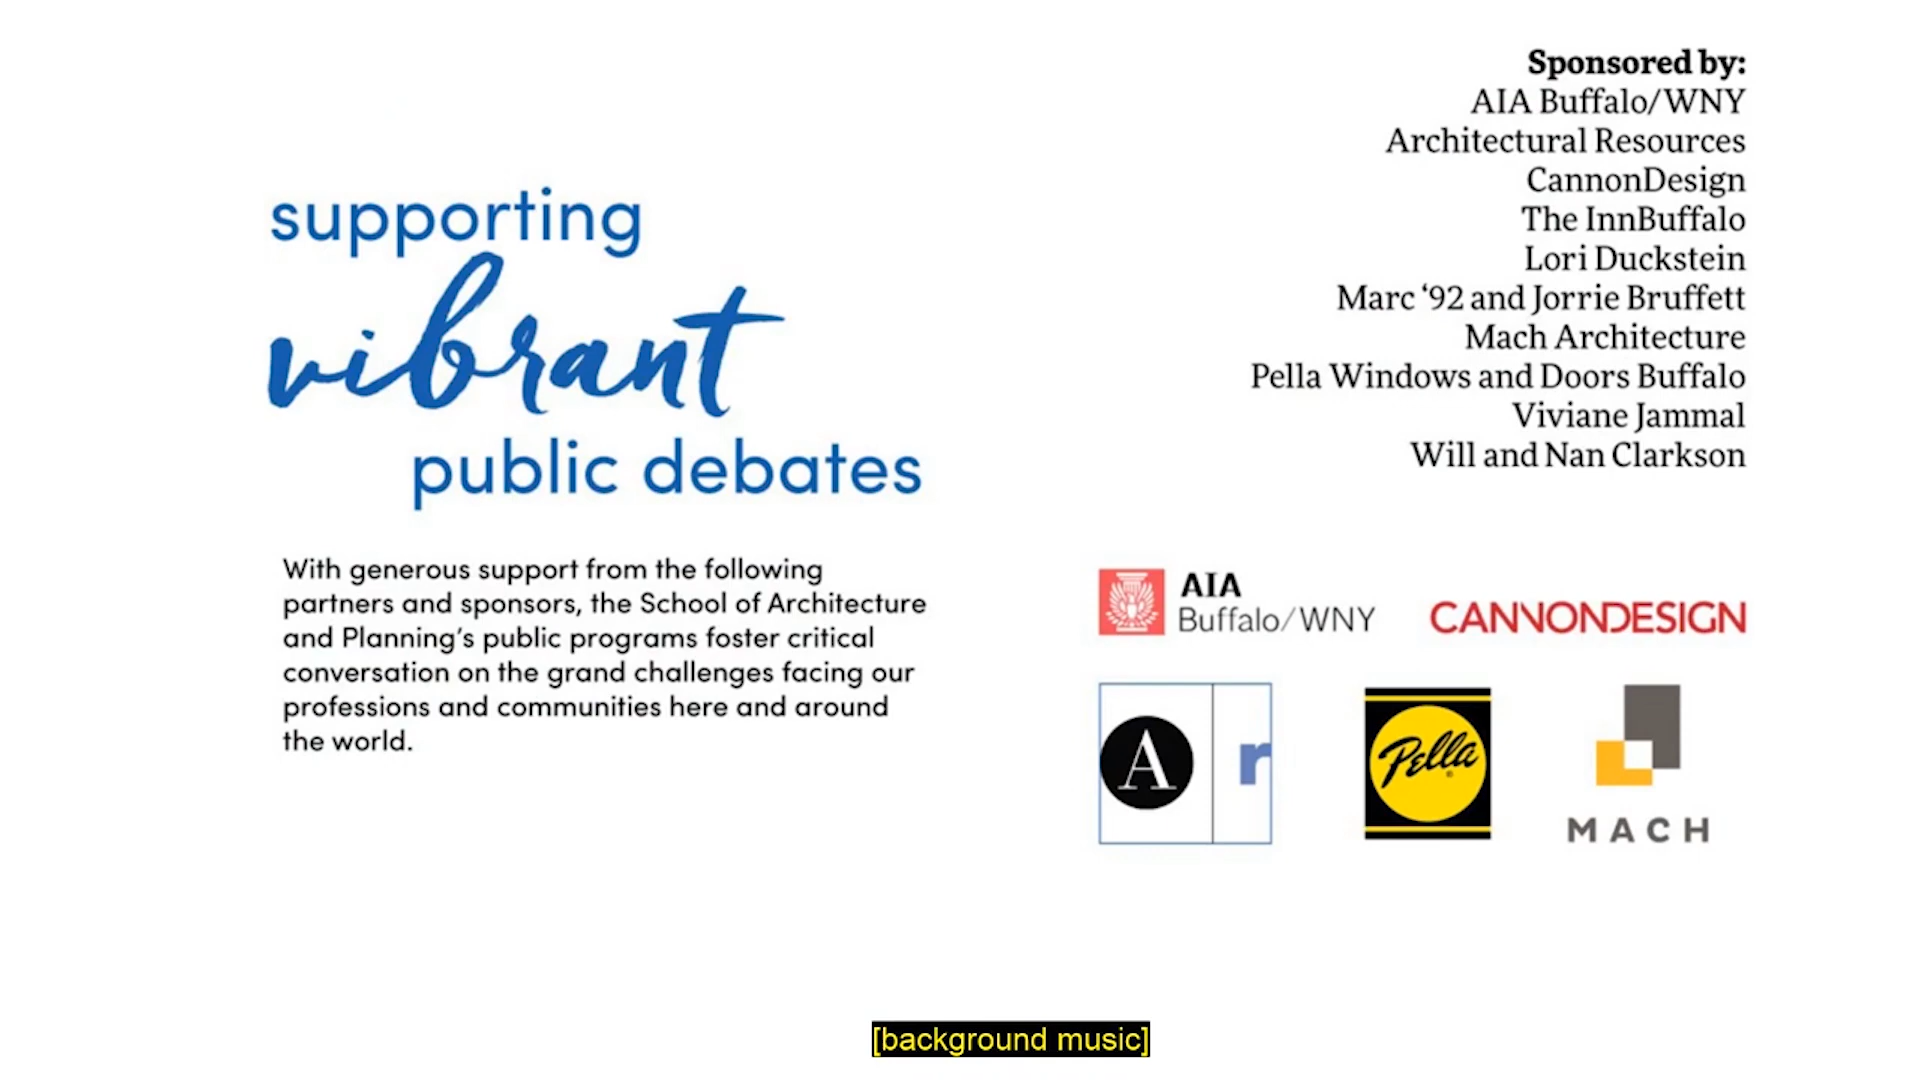 supporting
vibrant
public debates
With generous support from the following
partners and sponsors, the School of Architecture
and Planning's public programs foster critical
conversation on the grand challenges facing our
professions and communities here and around
the world.
Sponsored by:
AIA Buffalo/WNY
Architectural Resources
CannonDesign
The InnBuffalo
Lori Duckstein
Marc ‘92 and Jorrie Bruffett
Mach Architecture
Pella Windows and Doors Buffalo
Viviane Jammal
Will and Nan Clarkson
AIA
Buffalo/WNY
CANNONDESIGN
A r
Pella®
MACH
[background music]